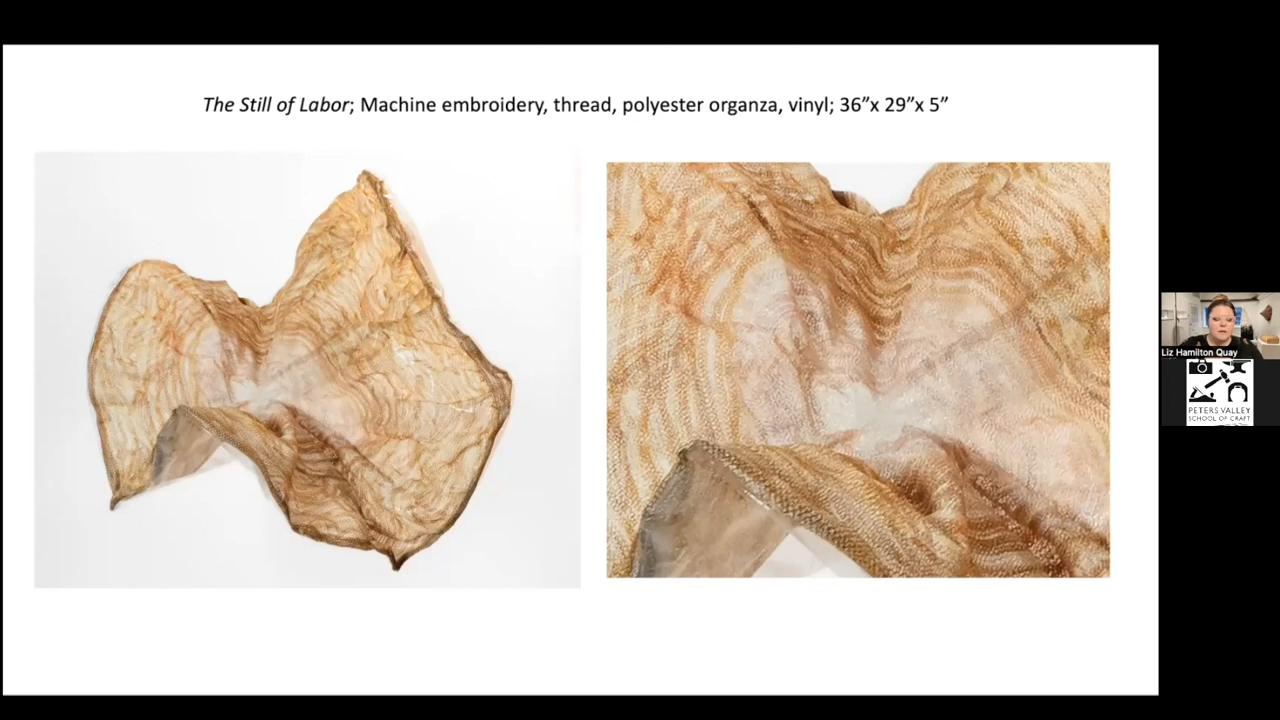 The Still of Labor; Machine embroidery, thread, polyester organza, vinyl; 36”x 29”x 5”
Liz Hamilton Quay
PETERS VALLEY
SCHOOL OF CRAFT